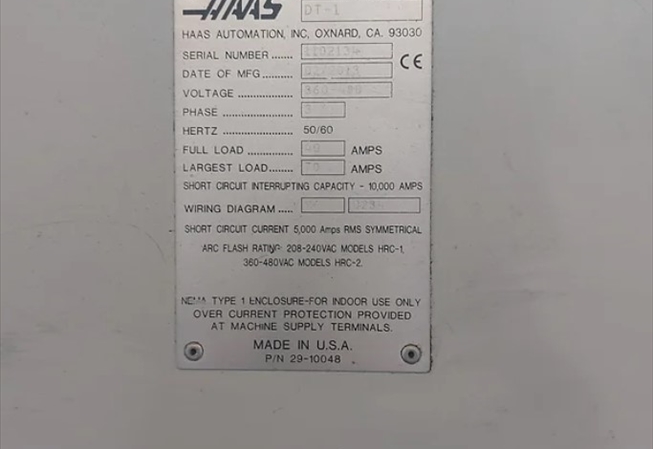 HAAS DT-1
HAAS AUTOMATION, INC, OXNARD, CA. 93030
SERIAL NUMBER ......
CE
DATE OF MFG ............
VOLTAGE ................. 360-480
PHASE ......................
HERTZ ...................... 50/60
FULL LOAD ............ AMPS
LARGEST LOAD ...... AMPS
SHORT CIRCUIT INTERRUPTING CAPACITY - 10,000 AMPS
WIRING DIAGRAM .....
SHORT CIRCUIT CURRENT 5,000 Amps RMS SYMMETRICAL
ARC FLASH RATING: 208-240VAC MODELS HRC-1,
360-480VAC MODELS HRC-2.
NEMA TYPE 1 ENCLOSURE-FOR INDOOR USE ONLY
OVER CURRENT PROTECTION PROVIDED
AT MACHINE SUPPLY TERMINALS.
MADE IN U.S.A.
P/N 29-10048